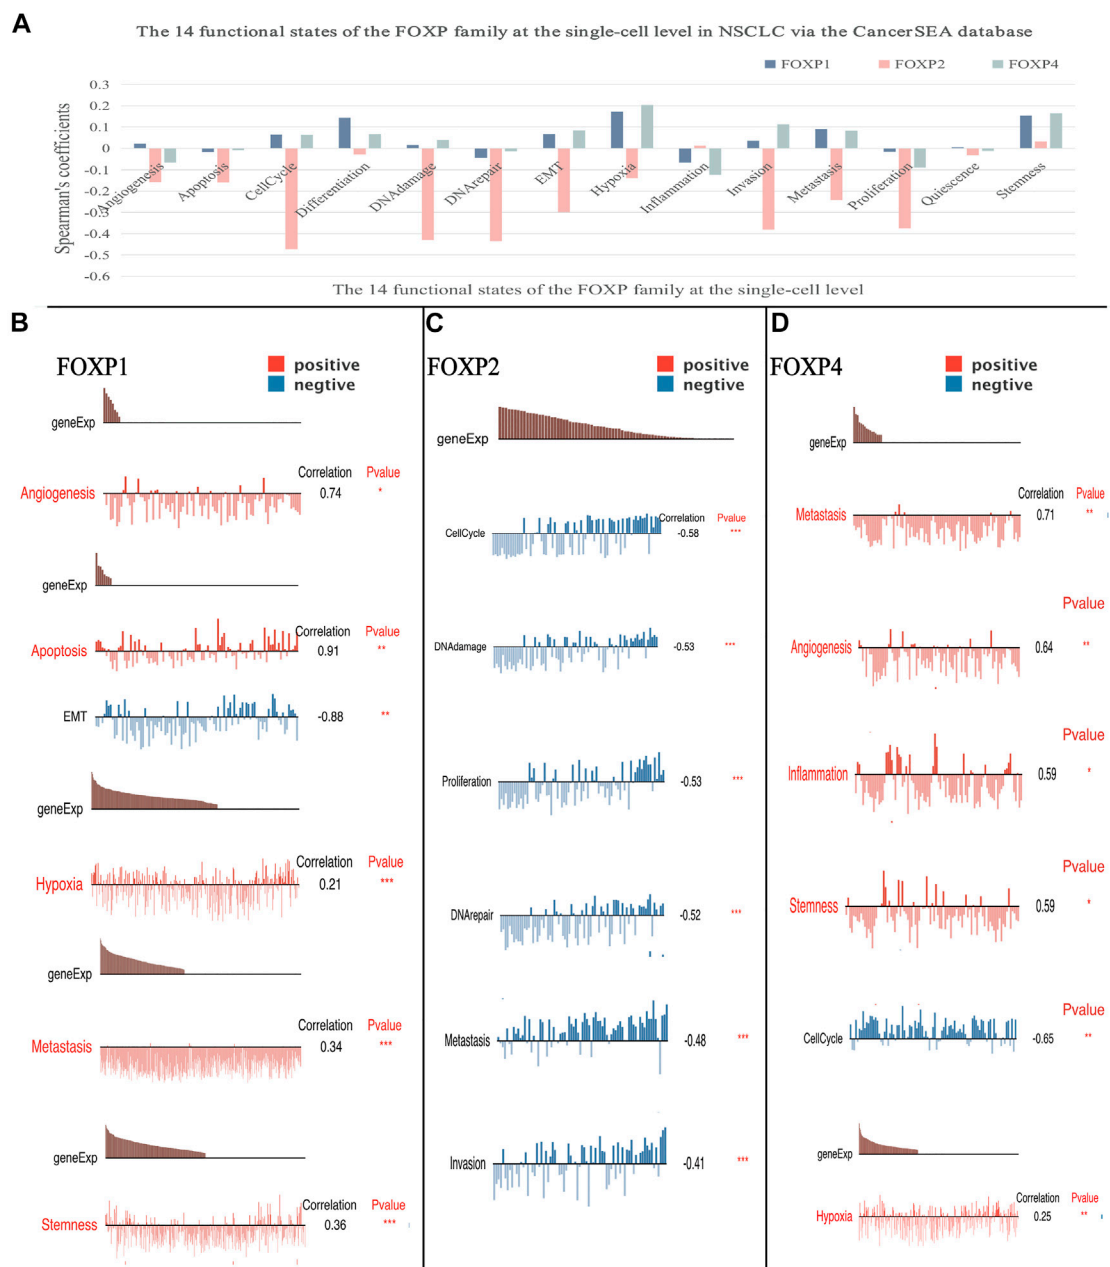 A
The 14 functional states of the FOXP family at the single-cell level in NSCLC via the CancerSEA database
FOXP1 FOXP2 FOXP4
Spearman's coefficients
0.3
0.2
0.1
0
-0.1
-0.2
-0.3
-0.4
-0.5
-0.6
Angiogenesis Apoptosis CellCycle Differentiation DNAdamage DNArepair EMT Hypoxia Inflammation Invasion Metastasis Proliferation Quiescence Stemness
The 14 functional states of the FOXP family at the single-cell level
B
FOXP1
positive
negtive
geneExp
Correlation Pvalue
Angiogenesis 0.74 *
geneExp
Correlation Pvalue
Apoptosis 0.91 **
EMT -0.88 **
geneExp
Correlation Pvalue
Hypoxia 0.21 ***
geneExp
Correlation Pvalue
Metastasis 0.34 ***
geneExp
Correlation Pvalue
Stemness 0.36 ***
C
FOXP2
positive
negtive
geneExp
Correlation Pvalue
CellCycle -0.58 ***
DNAdamage -0.53 ***
Proliferation -0.53 ***
DNArepair -0.52 ***
Metastasis -0.48 ***
Invasion -0.41 ***
D
FOXP4
positive
negtive
geneExp
Correlation Pvalue
Metastasis 0.71 **
Pvalue
Angiogenesis 0.64 **
Pvalue
Inflammation 0.59 *
Pvalue
Stemness 0.59 *
Pvalue
CellCycle -0.65 **
geneExp
Correlation Pvalue
Hypoxia 0.25 **